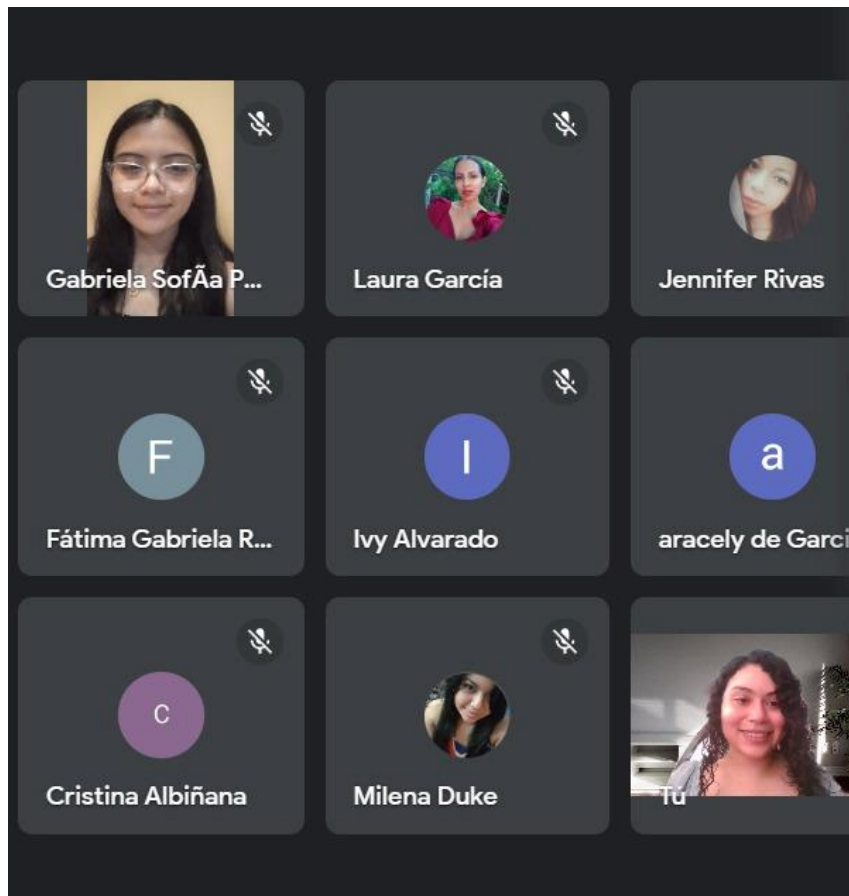 Gabriela SofÃa P...
Laura García
Jennifer Rivas
F
Fátima Gabriela R...
I
Ivy Alvarado
a
aracely de Garci
C
Cristina Albiñana
Milena Duke
Tú